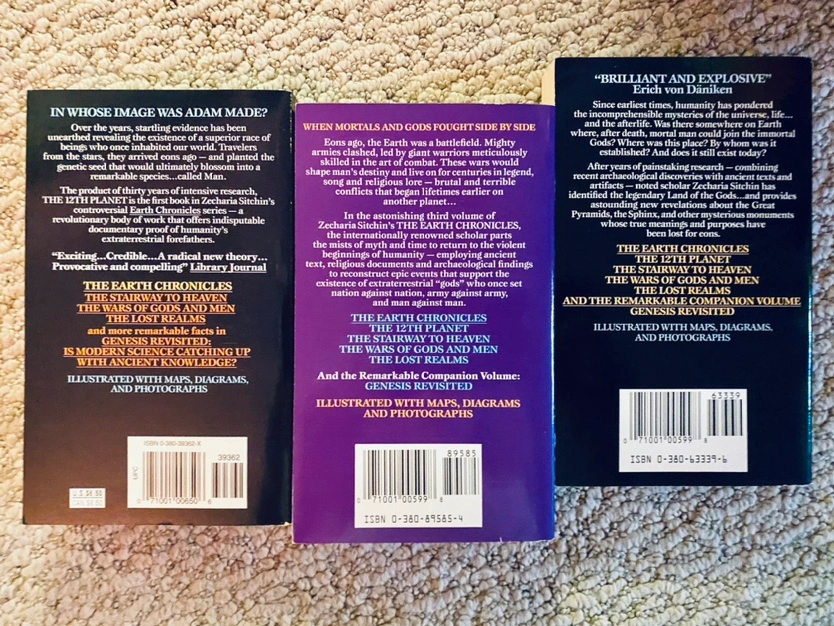 IN WHOSE IMAGE WAS ADAM MADE?
Over the years, startling evidence has been
unearthed revealing the existence of a superior race of
beings who once inhabited our world. Travelers
from the stars, they arrived eons ago — and planted the
genetic seed that would ultimately blossom into a
remarkable species...called Man.
The product of thirty years of intensive research,
THE 12TH PLANET is the first book in Zecharia Sitchin's
controversial Earth Chronicles series — a
revolutionary body of work that offers indisputable
documentary proof of humanity's
extraterrestrial forefathers.
"Exciting...Credible...A radical new theory...
Provocative and compelling" Library Journal
THE EARTH CHRONICLES
THE STAIRWAY TO HEAVEN
THE WARS OF GODS AND MEN
THE LOST REALMS
and more remarkable facts in
GENESIS REVISITED:
IS MODERN SCIENCE CATCHING UP
WITH ANCIENT KNOWLEDGE?
ILLUSTRATED WITH MAPS, DIAGRAMS,
AND PHOTOGRAPHS
ISBN 0-380-39362-X
39362
UPC
0 71001 00650 6
WHEN MORTALS AND GODS FOUGHT SIDE BY SIDE
Eons ago, the Earth was a battlefield. Mighty
armies clashed, led by giant warriors meticulously
skilled in the art of combat. These wars would
shape man's destiny and live on for centuries in legend,
song and religious lore — brutal and terrible
conflicts that began lifetimes earlier on
another planet...
In the astonishing third volume of
Zecharia Sitchin's THE EARTH CHRONICLES,
the internationally renowned scholar parts
the mists of myth and time to return to the violent
beginnings of humanity — employing ancient
text, religious documents and archaeological findings
to reconstruct epic events that support the
existence of extraterrestrial "gods" who once set
nation against nation, army against army,
and man against man.
THE EARTH CHRONICLES
THE 12TH PLANET
THE STAIRWAY TO HEAVEN
THE WARS OF GODS AND MEN
THE LOST REALMS
And the Remarkable Companion Volume:
GENESIS REVISITED
ILLUSTRATED WITH MAPS, DIAGRAMS
AND PHOTOGRAPHS
89585
0 71001 00599 8
ISBN 0-380-89585-4
"BRILLIANT AND EXPLOSIVE"
Erich von Däniken
Since earliest times, humanity has pondered
the incomprehensible mysteries of the universe, life...
and the afterlife. Was there somewhere on Earth
where, after death, mortal man could join the immortal
Gods? Where was this place? By whom was it
established? And does it still exist today?
After years of painstaking research — combining
recent archaeological discoveries with ancient texts and
artifacts — noted scholar Zecharia Sitchin has
identified the legendary Land of the Gods...and provides
astounding new revelations about the Great
Pyramids, the Sphinx, and other mysterious monuments
whose true meanings and purposes have
been lost for eons.
THE EARTH CHRONICLES
THE 12TH PLANET
THE STAIRWAY TO HEAVEN
THE WARS OF GODS AND MEN
THE LOST REALMS
AND THE REMARKABLE COMPANION VOLUME
GENESIS REVISITED
ILLUSTRATED WITH MAPS, DIAGRAMS,
AND PHOTOGRAPHS
63339
0 71001 00599 8
ISBN 0-380-63339-6